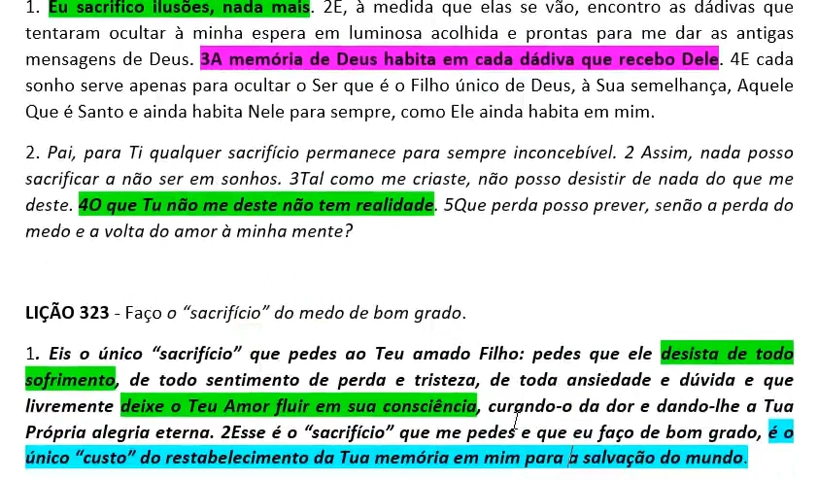 1. Eu sacrifico ilusões, nada mais. 2E, à medida que elas se vão, encontro as dádivas que
tentaram ocultar à minha espera em luminosa acolhida e prontas para me dar as antigas
mensagens de Deus. 3A memória de Deus habita em cada dádiva que recebo Dele. 4E cada
sonho serve apenas para ocultar o Ser que é o Filho único de Deus, à Sua semelhança, Aquele
Que é Santo e ainda habita Nele para sempre, como Ele ainda habita em mim.
2. Pai, para Ti qualquer sacrifício permanece para sempre inconcebível. 2 Assim, nada posso
sacrificar a não ser em sonhos. 3Tal como me criaste, não posso desistir de nada do que me
deste. 4O que Tu não me deste não tem realidade. 5Que perda posso prever, senão a perda do
medo e a volta do amor à minha mente?
LIÇÃO 323 - Faço o “sacrifício” do medo de bom grado.
1. Eis o único “sacrifício” que pedes ao Teu amado Filho: pedes que ele desista de todo
sofrimento, de todo sentimento de perda e tristeza, de toda ansiedade e dúvida e que
livremente deixe o Teu Amor fluir em sua consciência, curando-o da dor e dando-lhe a Tua
Própria alegria eterna. 2Esse é o “sacrifício” que me pedes e que eu faço de bom grado, é o
único “custo” do restabelecimento da Tua memória em mim para a salvação do mundo.